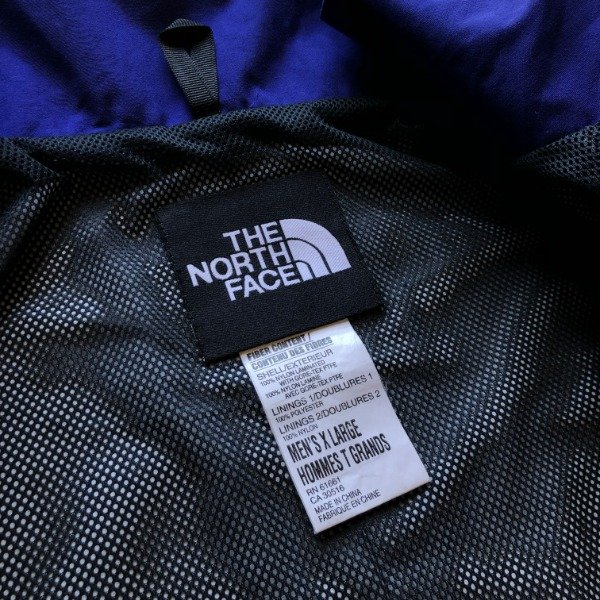 THE
NORTH
FACE
FIBER CONTENT /
CONTENU DES FIBRES
SHELL/EXTERIEUR
100% NYLON LAMINATED
WITH GORE-TEX PTFE
100% NYLON LAMINE
AVEC GORE-TEX PTFE
LININGS 1/DOUBLURES 1
100% POLYESTER
LININGS 2/DOUBLURES 2
100% NYLON
MEN'S X LARGE
HOMMES T GRANDS
RN 61661
CA 30516
MADE IN CHINA
FABRIQUE EN CHINE